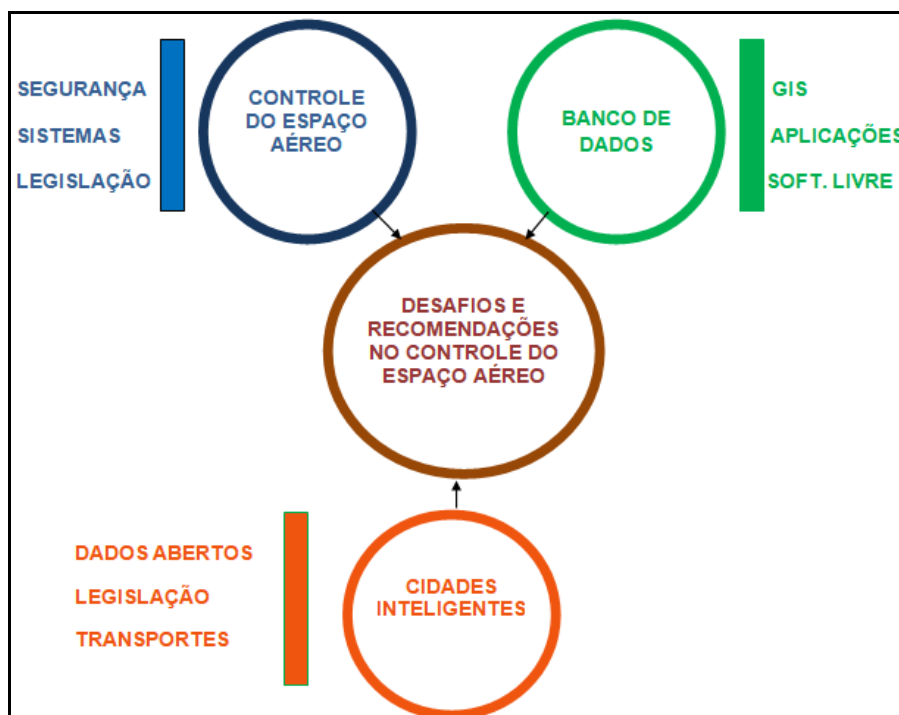 SEGURANÇA
SISTEMAS
LEGISLAÇÃO
CONTROLE
DO ESPAÇO
AÉREO
BANCO DE
DADOS
GIS
APLICAÇÕES
SOFT. LIVRE
DESAFIOS E
RECOMENDAÇÕES
NO CONTROLE DO
ESPAÇO AÉREO
DADOS ABERTOS
LEGISLAÇÃO
TRANSPORTES
CIDADES
INTELIGENTES